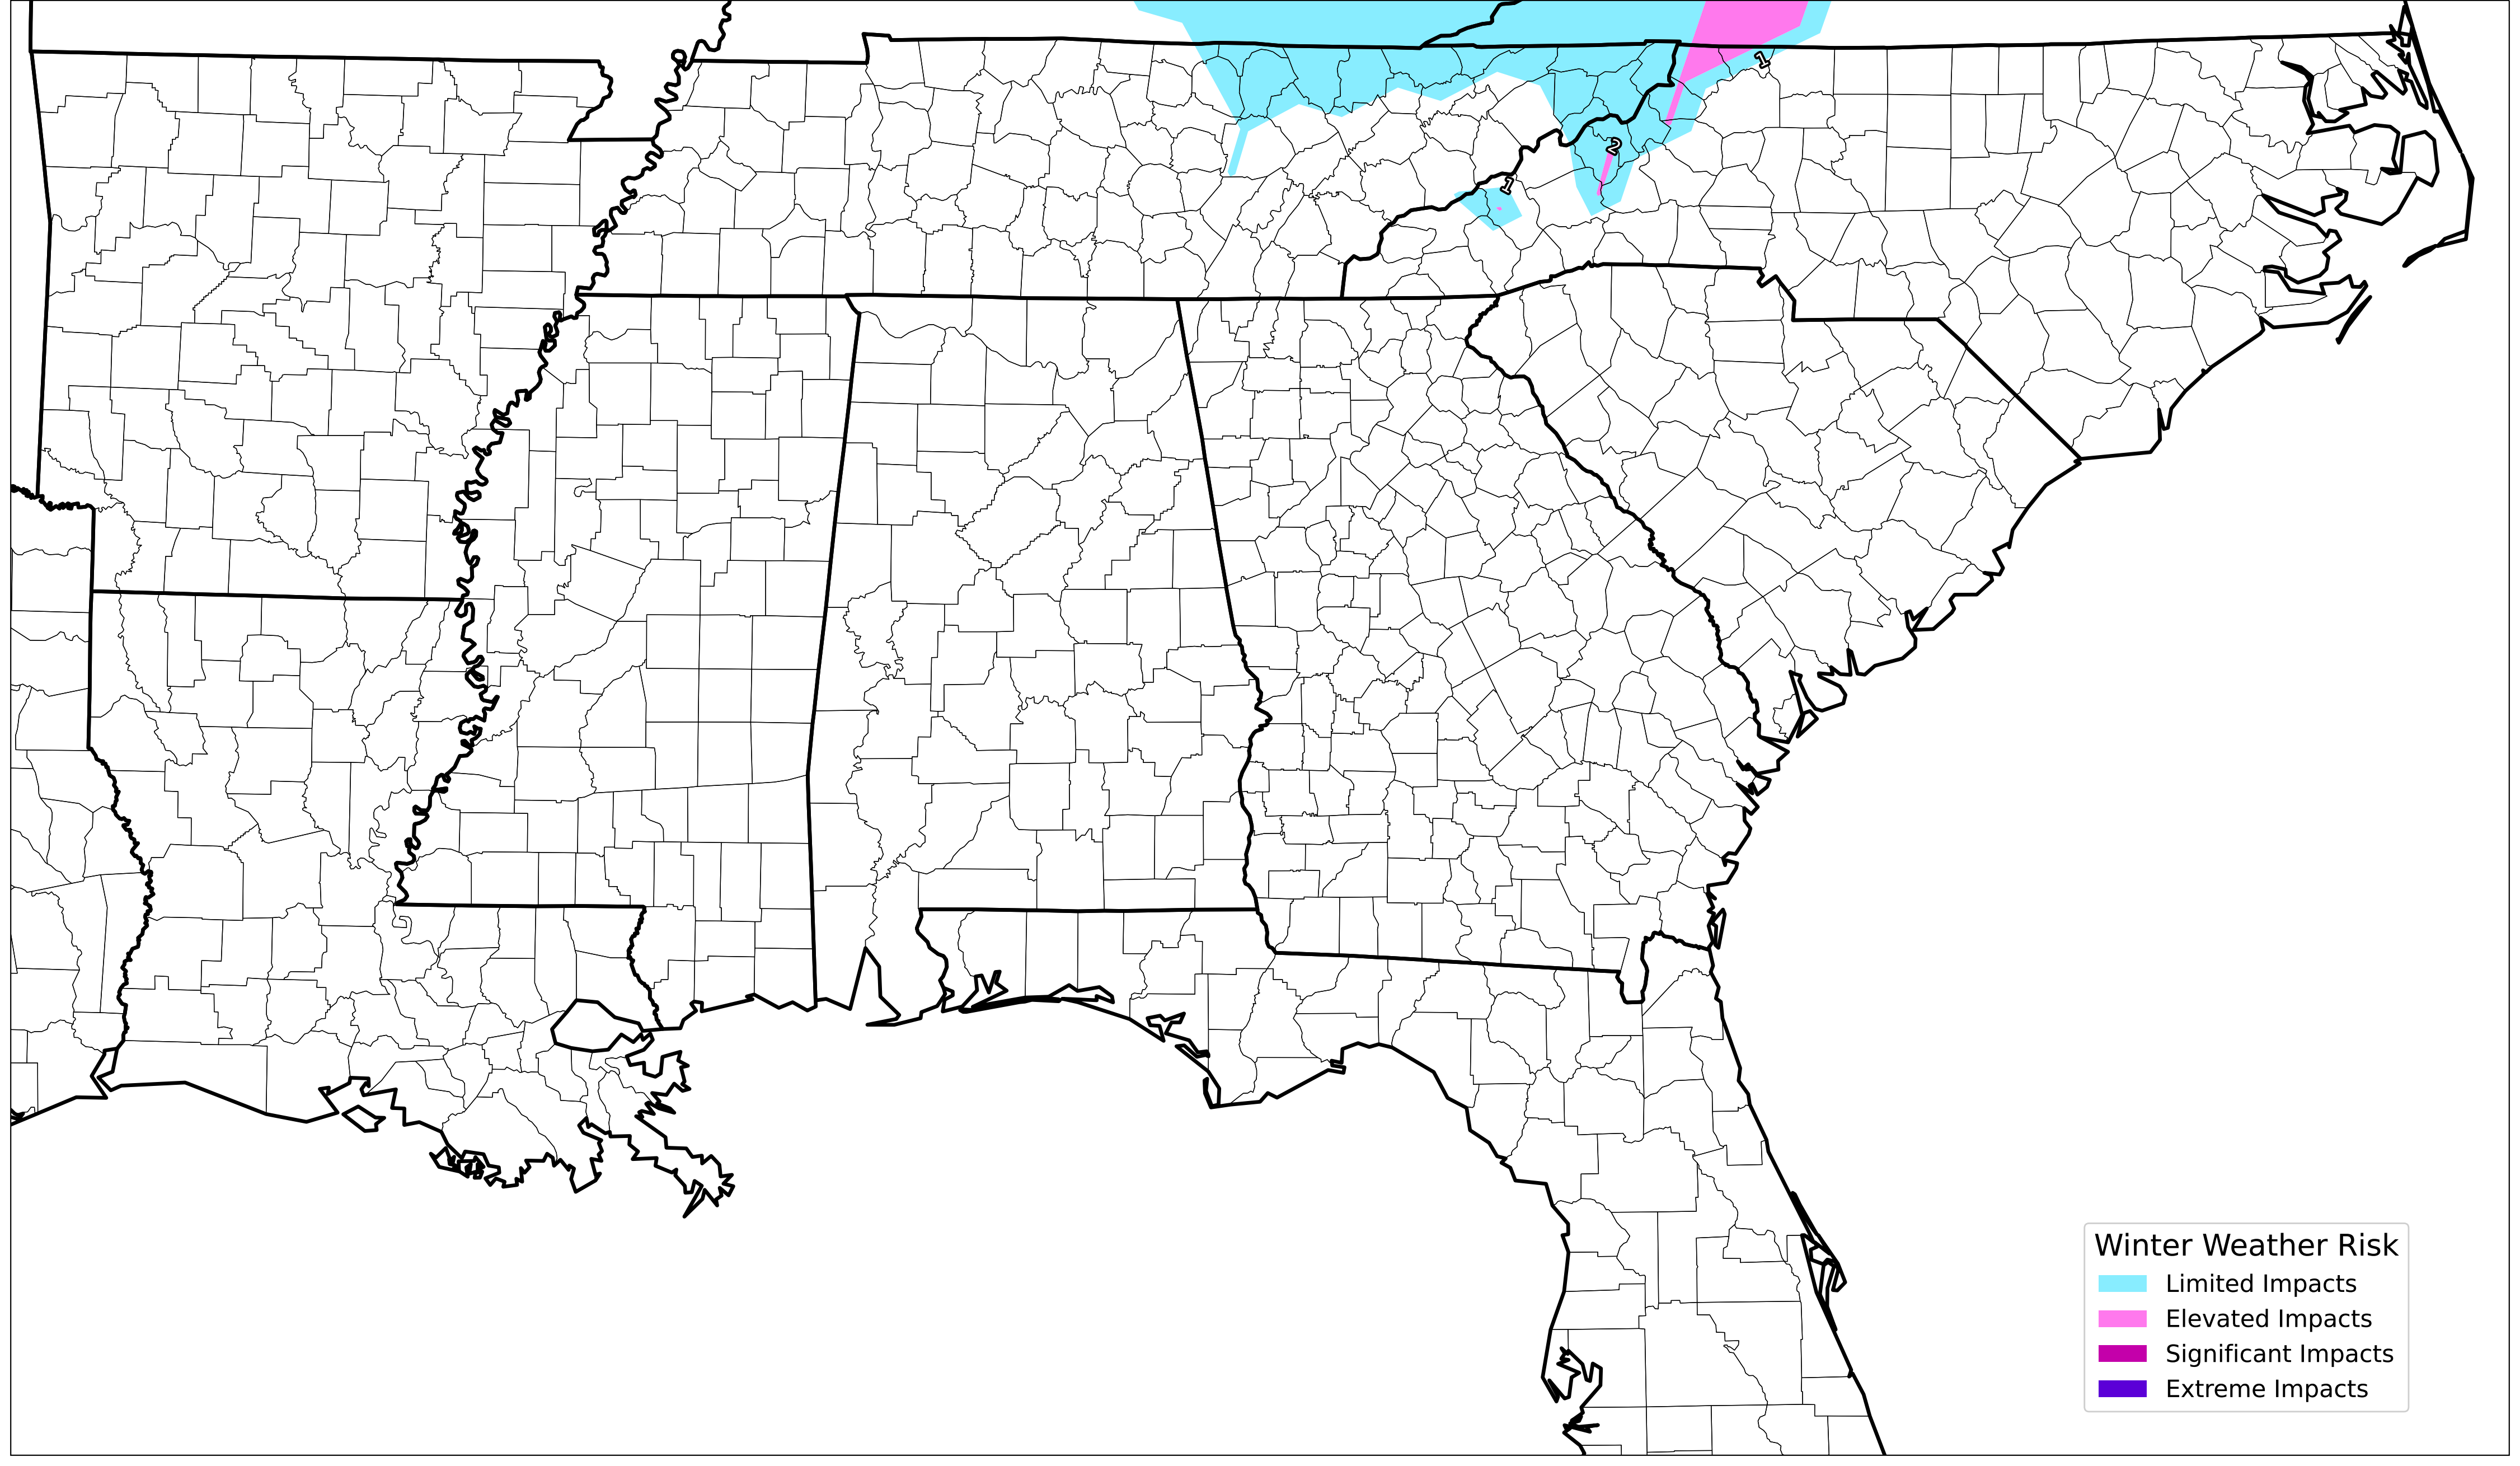 1
2
1
Winter Weather Risk
Limited Impacts
Elevated Impacts
Significant Impacts
Extreme Impacts